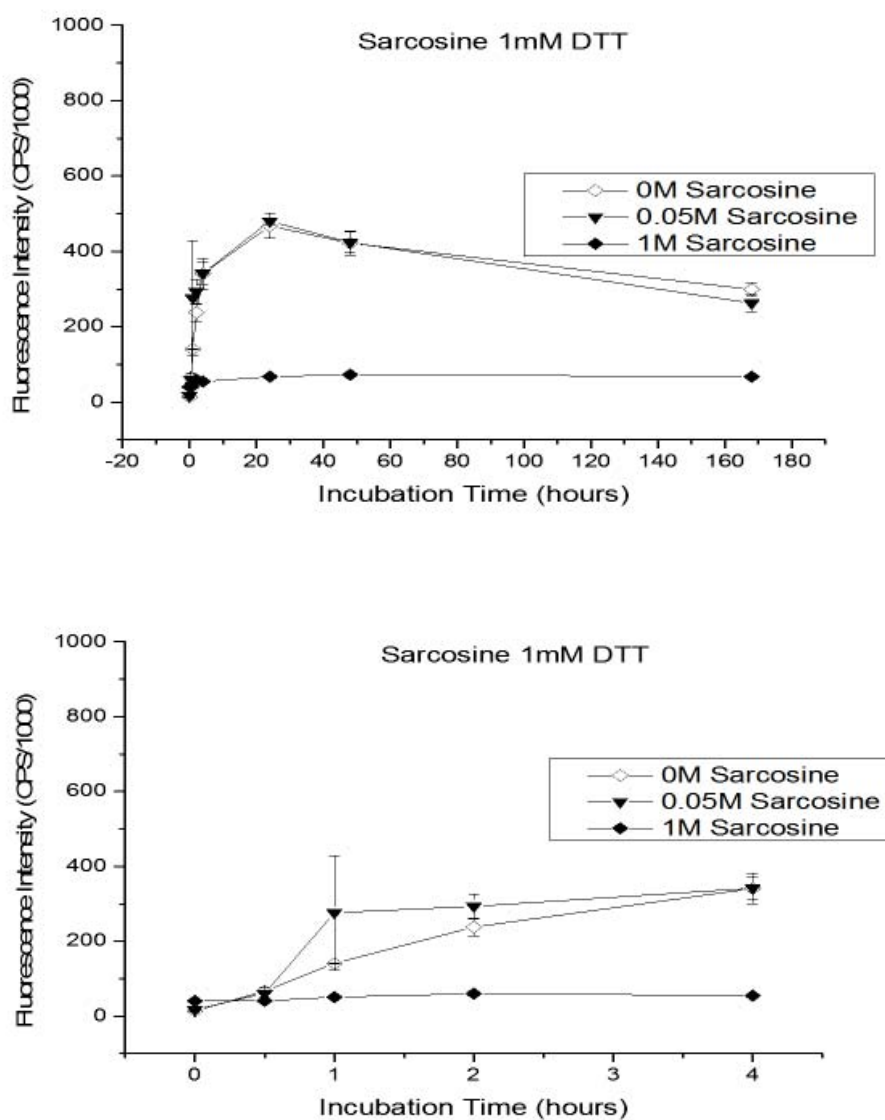 Sarcosine 1mM DTT
1000
800
600
400
200
0
Fluorescence Intensity (CPS/1000)
0M Sarcosine
0.05M Sarcosine
1M Sarcosine
-20 0 20 40 60 80 100 120 140 160 180
Incubation Time (hours)
Sarcosine 1mM DTT
1000
800
600
400
200
0
Fluorescence Intensity (CPS/1000)
0M Sarcosine
0.05M Sarcosine
1M Sarcosine
0 1 2 4
Incubation Time (hours)